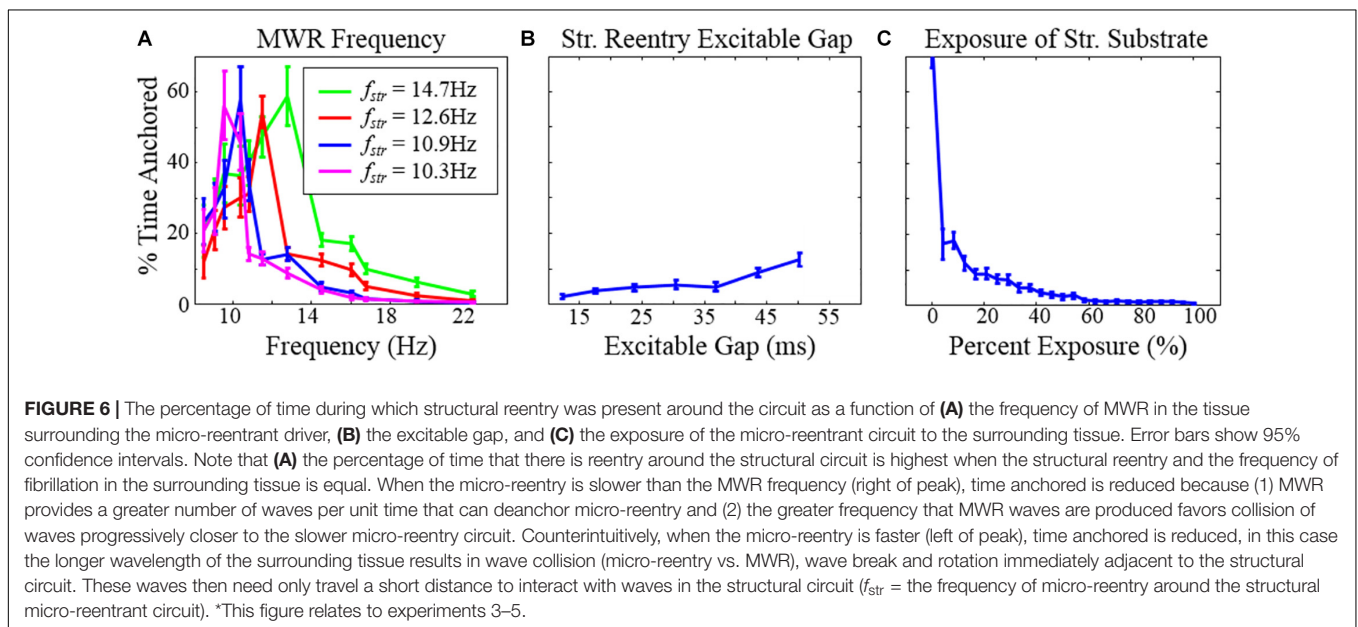 A
MWR Frequency
B
Str. Reentry Excitable Gap
C
Exposure of Str. Substrate
% Time Anchored
60
40
20
0
f_str = 14.7Hz
f_str = 12.6Hz
f_str = 10.9Hz
f_str = 10.3Hz
10 14 18 22
15 25 35 45 55
0 20 40 60 80 100
Frequency (Hz)
Excitable Gap (ms)
Percent Exposure (%)
FIGURE 6 | The percentage of time during which structural reentry was present around the circuit as a function of (A) the frequency of MWR in the tissue
surrounding the micro-reentrant driver, (B) the excitable gap, and (C) the exposure of the micro-reentrant circuit to the surrounding tissue. Error bars show 95%
confidence intervals. Note that (A) the percentage of time that there is reentry around the structural circuit is highest when the structural reentry and the frequency of
fibrillation in the surrounding tissue is equal. When the micro-reentry is slower than the MWR frequency (right of peak), time anchored is reduced because (1) MWR
provides a greater number of waves per unit time that can deanchor micro-reentry and (2) the greater frequency that MWR waves are produced favors collision of
waves progressively closer to the slower micro-reentry circuit. Counterintuitively, when the micro-reentry is faster (left of peak), time anchored is reduced, in this case
the longer wavelength of the surrounding tissue results in wave collision (micro-reentry vs. MWR), wave break and rotation immediately adjacent to the structural
circuit. These waves then need only travel a short distance to interact with waves in the structural circuit (f_str = the frequency of micro-reentry around the structural
micro-reentrant circuit). *This figure relates to experiments 3–5.